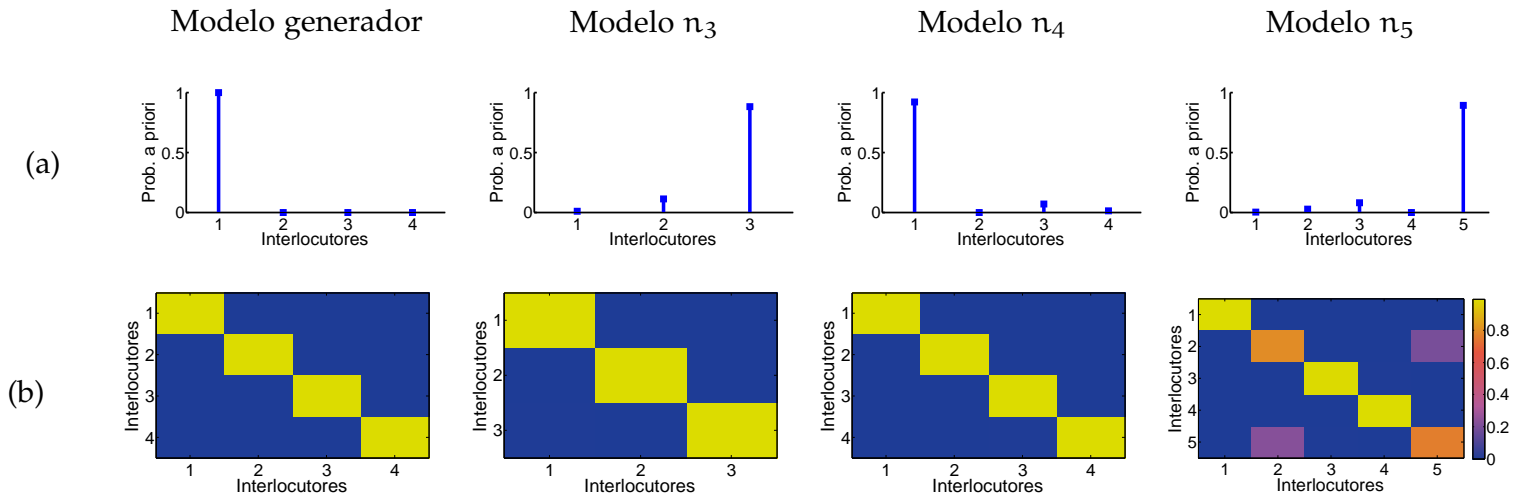 Modelo generador
Modelo n3
Modelo n4
Modelo n5
(a)
Prob. a priori
1
0.5
0
1 2 3 4
Interlocutores
Prob. a priori
1
0.5
0
1 2 3
Interlocutores
Prob. a priori
1
0.5
0
1 2 3 4
Interlocutores
Prob. a priori
1
0.5
0
1 2 3 4 5
Interlocutores
(b)
Interlocutores
1
2
3
4
1 2 3 4
Interlocutores
Interlocutores
1
2
3
1 2 3
Interlocutores
Interlocutores
1
2
3
4
1 2 3 4
Interlocutores
Interlocutores
1
2
3
4
5
1 2 3 4 5
Interlocutores
0.8
0.6
0.4
0.2
0